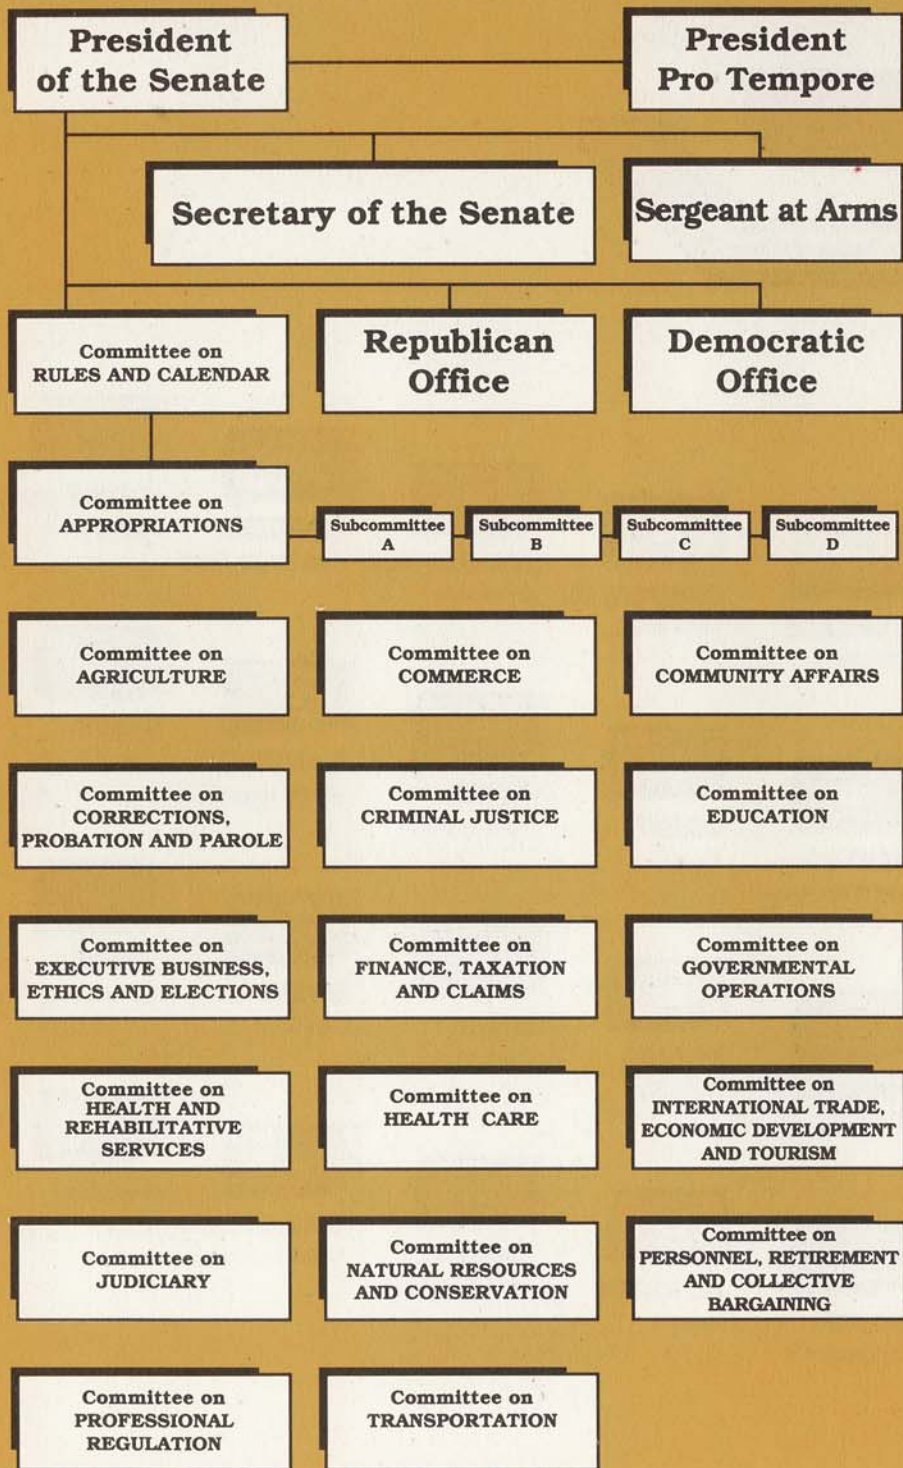 President
of the Senate
President
Pro Tempore
Secretary of the Senate
Sergeant at Arms
Committee on
RULES AND CALENDAR
Republican
Office
Democratic
Office
Committee on
APPROPRIATIONS
Subcommittee
A
Subcommittee
B
Subcommittee
C
Subcommittee
D
Committee on
AGRICULTURE
Committee on
COMMERCE
Committee on
COMMUNITY AFFAIRS
Committee on
CORRECTIONS,
PROBATION AND PAROLE
Committee on
CRIMINAL JUSTICE
Committee on
EDUCATION
Committee on
EXECUTIVE BUSINESS,
ETHICS AND ELECTIONS
Committee on
FINANCE, TAXATION
AND CLAIMS
Committee on
GOVERNMENTAL
OPERATIONS
Committee on
HEALTH AND
REHABILITATIVE
SERVICES
Committee on
HEALTH CARE
Committee on
INTERNATIONAL TRADE,
ECONOMIC DEVELOPMENT
AND TOURISM
Committee on
JUDICIARY
Committee on
NATURAL RESOURCES
AND CONSERVATION
Committee on
PERSONNEL, RETIREMENT
AND COLLECTIVE
BARGAINING
Committee on
PROFESSIONAL
REGULATION
Committee on
TRANSPORTATION